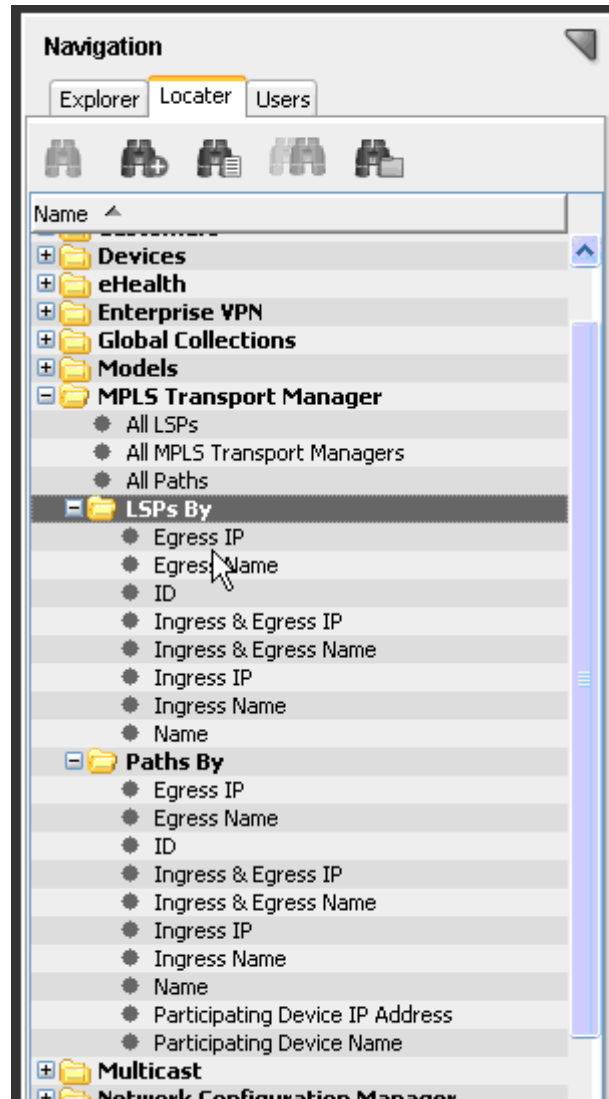 Navigation
Explorer Locater Users
Name
Customers
Devices
eHealth
Enterprise VPN
Global Collections
Models
MPLS Transport Manager
All LSPs
All MPLS Transport Managers
All Paths
LSPs By
Egress IP
Egress Name
ID
Ingress & Egress IP
Ingress & Egress Name
Ingress IP
Ingress Name
Name
Paths By
Egress IP
Egress Name
ID
Ingress & Egress IP
Ingress & Egress Name
Ingress IP
Ingress Name
Name
Participating Device IP Address
Participating Device Name
Multicast
Network Configuration Manager